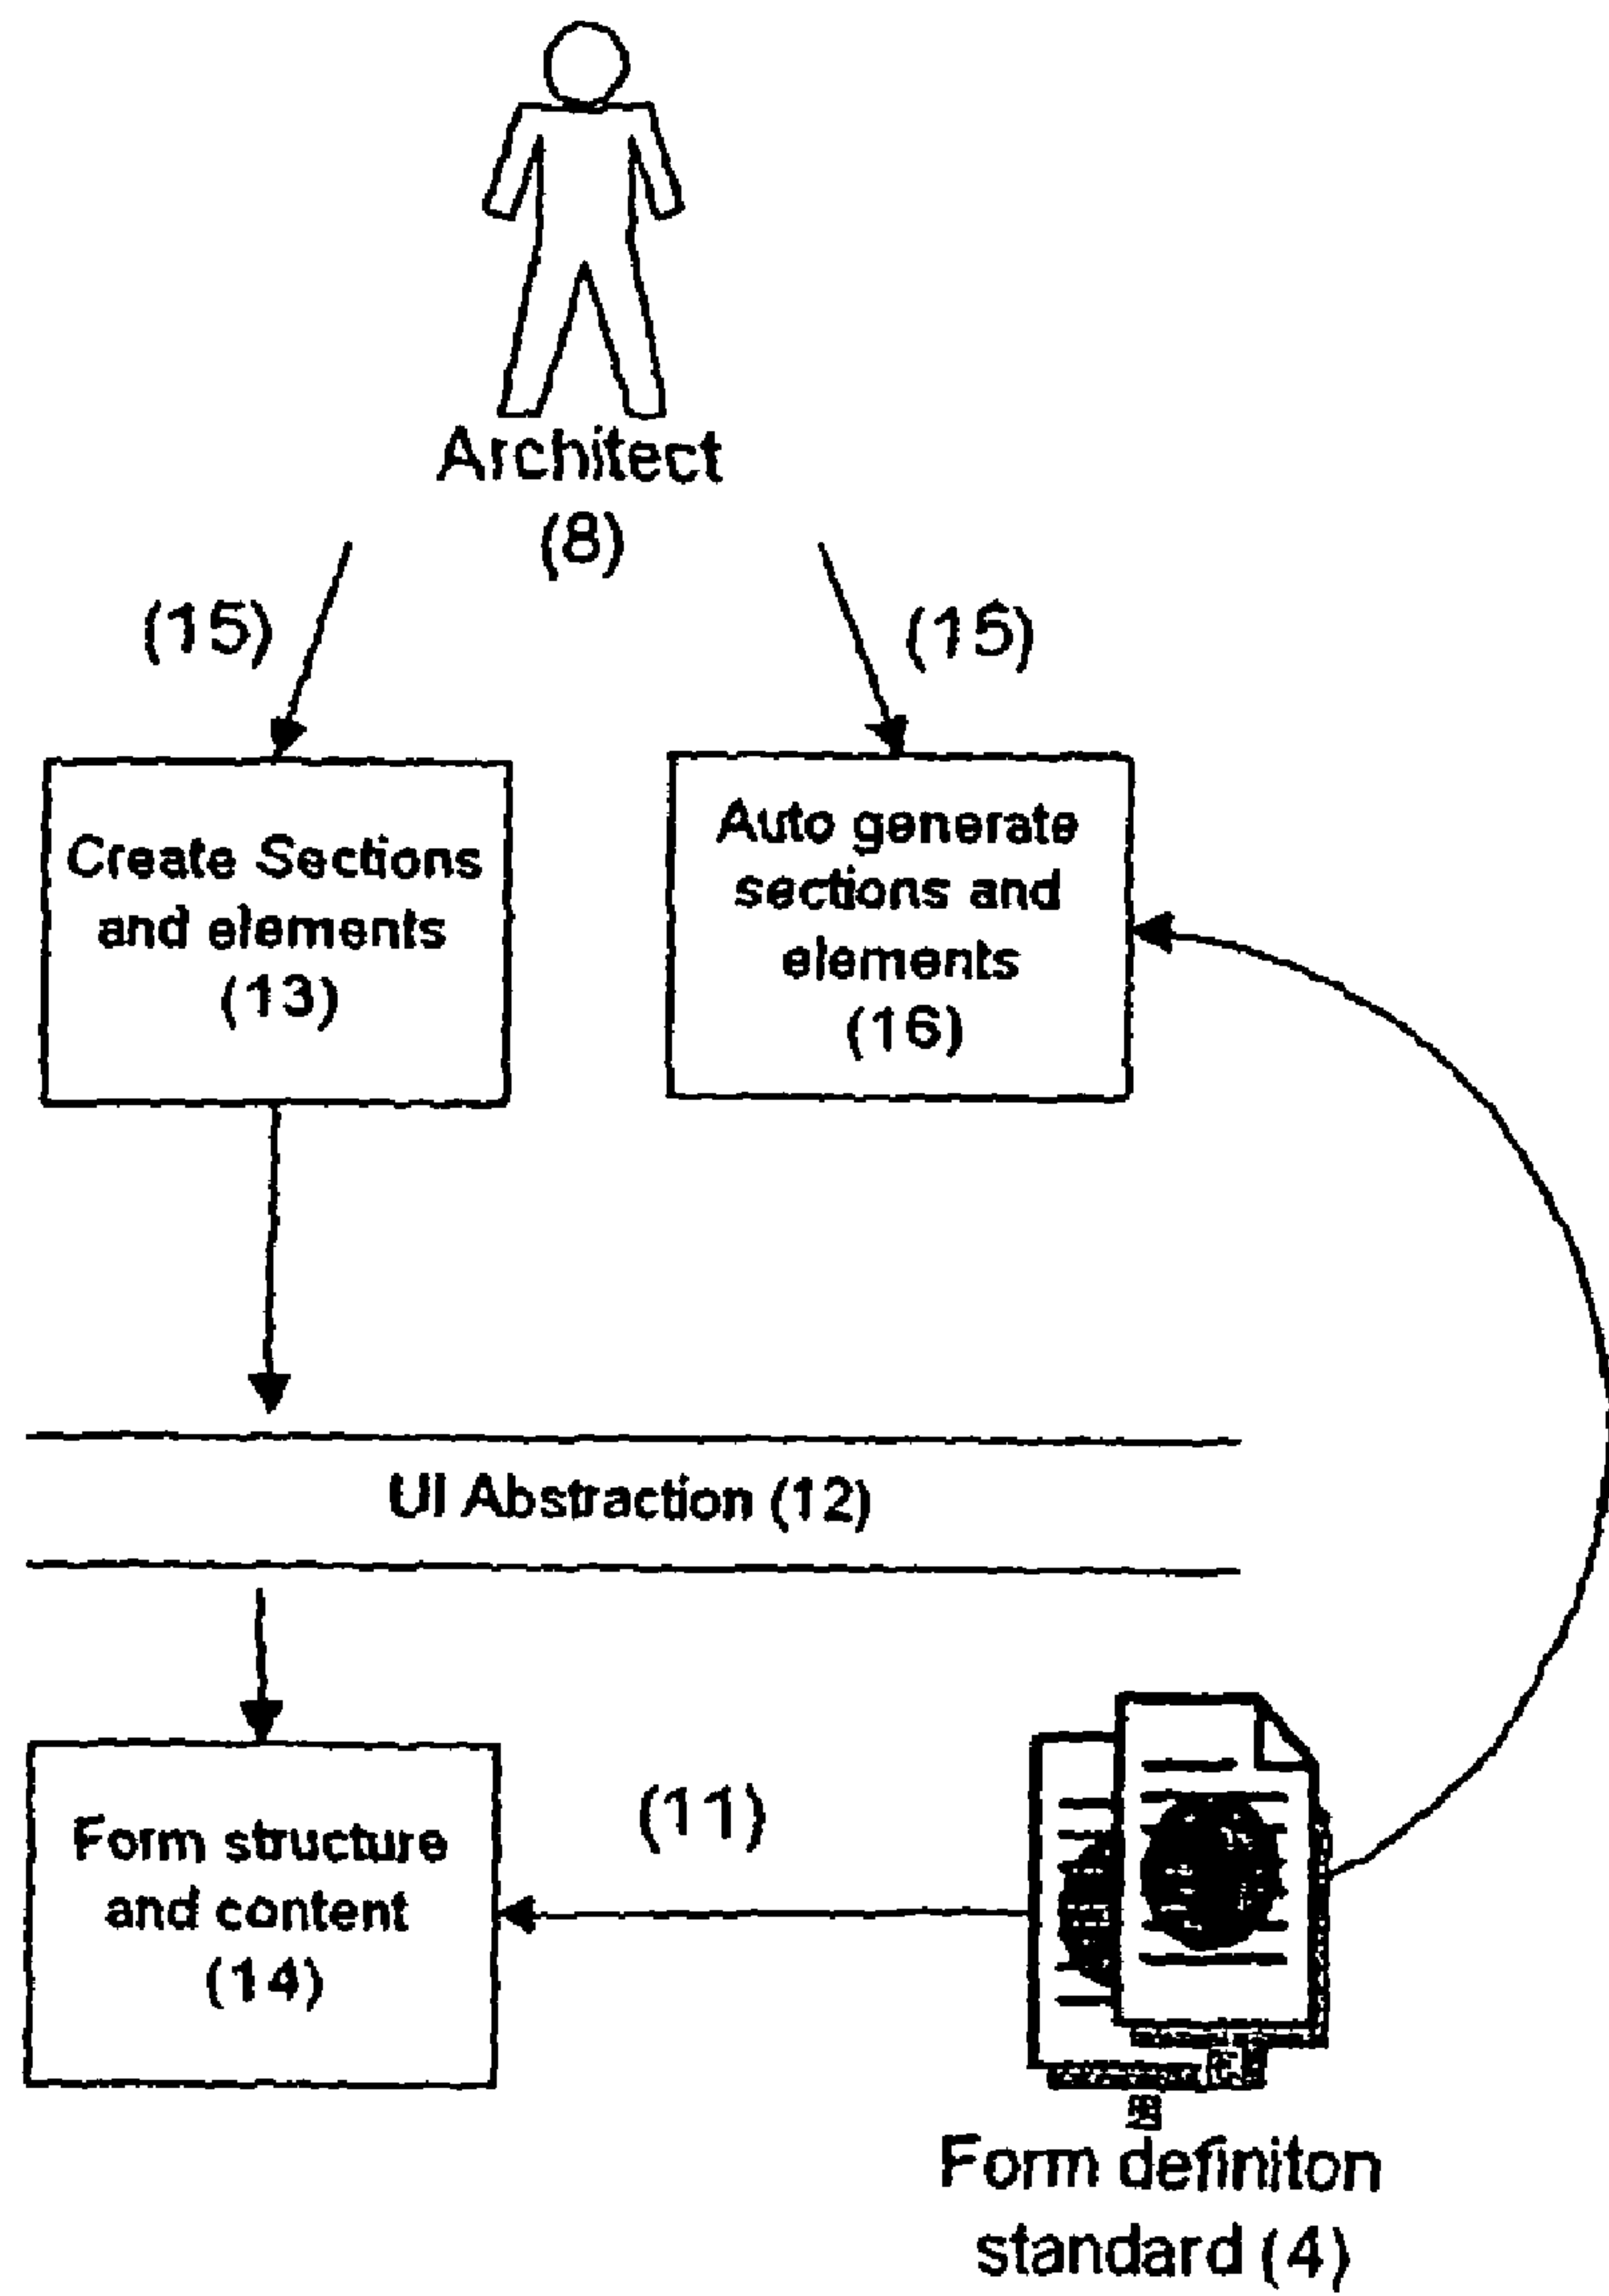 Architect
(8)
(15)
(15)
Create Sections
and elements
(13)
Auto generate
sections and
elements
(16)
UI Abstraction (12)
Form structure
and content
(14)
(11)
Form definiton
standard (4)